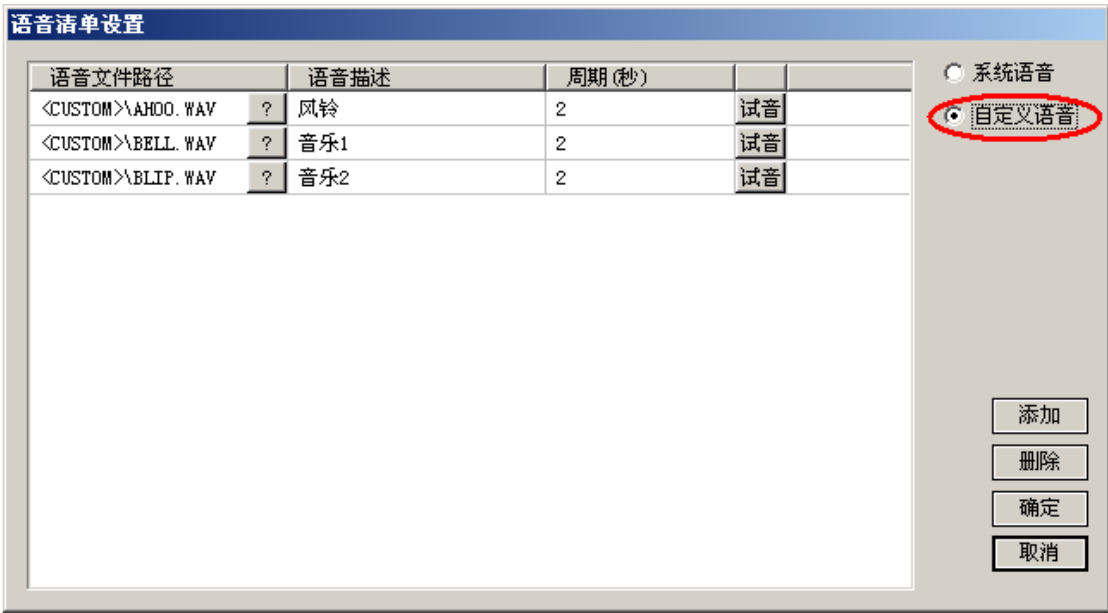 语音清单设置
语音文件路径 语音描述 周期(秒)
<CUSTOM>\AHOO.WAV ? 风铃 2 试音
<CUSTOM>\BELL.WAV ? 音乐1 2 试音
<CUSTOM>\BLIP.WAV ? 音乐2 2 试音
系统语音
自定义语音
添加
删除
确定
取消